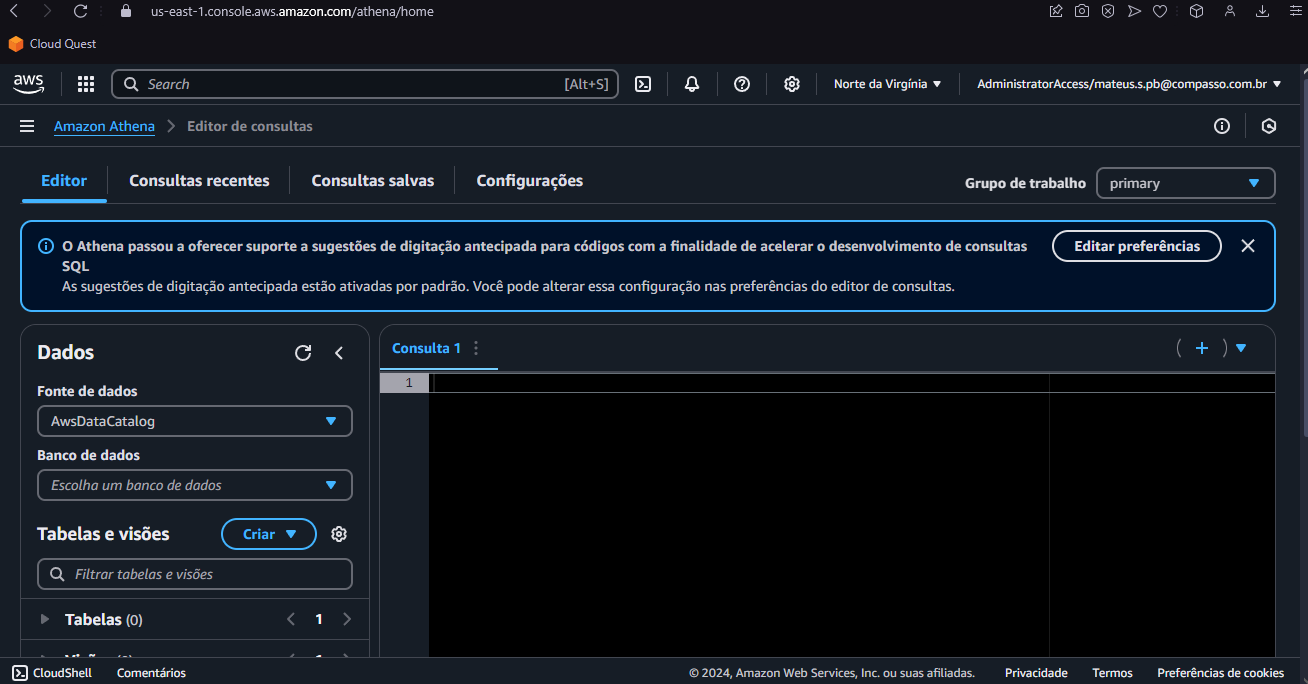 us-east-1.console.aws.amazon.com/athena/home
Cloud Quest
aws
Search
[Alt+S]
Norte da Virgínia
AdministratorAccess/mateus.s.pb@compasso.com.br
Amazon Athena
Editor de consultas
Editor
Consultas recentes
Consultas salvas
Configurações
Grupo de trabalho
primary
O Athena passou a oferecer suporte a sugestões de digitação antecipada para códigos com a finalidade de acelerar o desenvolvimento de consultas
SQL
As sugestões de digitação antecipada estão ativadas por padrão. Você pode alterar essa configuração nas preferências do editor de consultas.
Editar preferências
Dados
Fonte de dados
AwsDataCatalog
Banco de dados
Escolha um banco de dados
Tabelas e visões
Criar
Filtrar tabelas e visões
Tabelas (0)
1
Consulta 1
1
CloudShell
Comentários
© 2024, Amazon Web Services, Inc. ou suas afiliadas.
Privacidade
Termos
Preferências de cookies